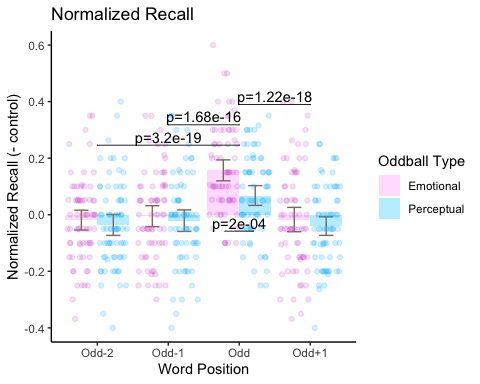 Normalized Recall
Normalized Recall (- control)
0.6
0.4
0.2
0.0
-0.2
-0.4
p=1.22e-18
p=1.68e-16
p=3.2e-19
p=2e-04
Odd-2
Odd-1
Odd
Odd+1
Word Position
Oddball Type
Emotional
Perceptual